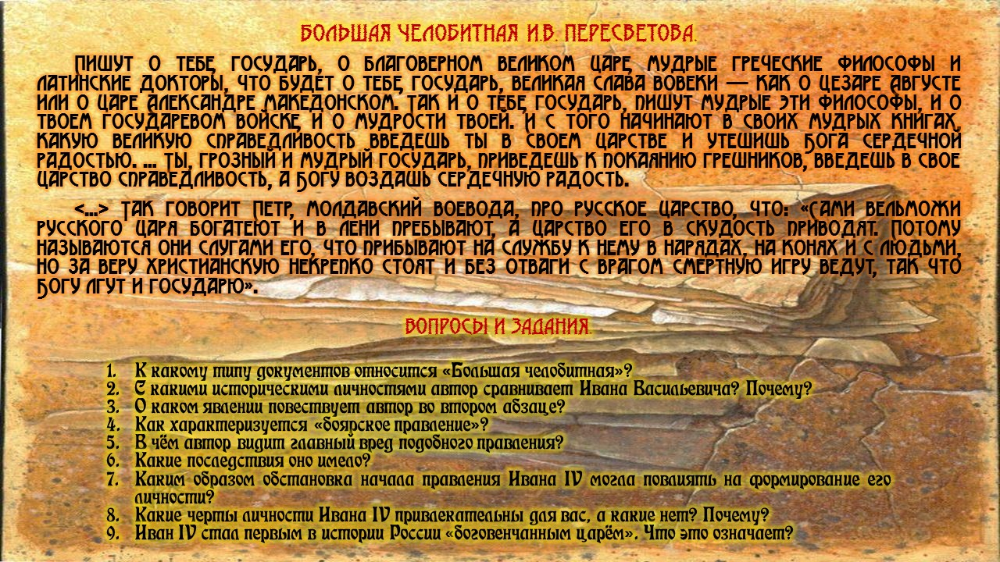 БОЛЬШАЯ ЧЕЛОБИТНАЯ И.В. ПЕРЕСВЕТОВА.
ПИШУТ О ТЕБЕ, ГОСУДАРЬ, О БЛАГОВЕРНОМ ВЕЛИКОМ ЦАРЕ, МУДРЫЕ ГРЕЧЕСКИЕ ФИЛОСОФЫ И
ЛАТИНСКИЕ ДОКТОРЫ, ЧТО БУДЕТ О ТЕБЕ, ГОСУДАРЬ, ВЕЛИКАЯ СЛАВА ВОВЕКИ — КАК О ЦЕЗАРЕ АВГУСТЕ
ИЛИ О ЦАРЕ АЛЕКСАНДРЕ МАКЕДОНСКОМ. ТАК И О ТЕБЕ, ГОСУДАРЬ, ПИШУТ МУДРЫЕ ЭТИ ФИЛОСОФЫ, И О
ТВОЕМ ГОСУДАРЕВОМ ВОЙСКЕ, И О МУДРОСТИ ТВОЕЙ. И С ТОГО НАЧИНАЮТ В СВОИХ МУДРЫХ КНИГАХ,
КАКУЮ ВЕЛИКУЮ СПРАВЕДЛИВОСТЬ ВВЕДЕШЬ ТЫ В СВОЕМ ЦАРСТВЕ И УТЕШИШЬ БОГА СЕРДЕЧНОЙ
РАДОСТЬЮ. ... ТЫ, ГРОЗНЫЙ И МУДРЫЙ ГОСУДАРЬ, ПРИВЕДЕШЬ К ПОКАЯНИЮ ГРЕШНИКОВ, ВВЕДЕШЬ В СВОЕ
ЦАРСТВО СПРАВЕДЛИВОСТЬ, А БОГУ ВОЗДАШЬ СЕРДЕЧНУЮ РАДОСТЬ.
<...> ТАК ГОВОРИТ ПЕТР, МОЛДАВСКИЙ ВОЕВОДА, ПРО РУССКОЕ ЦАРСТВО, ЧТО: «САМИ ВЕЛЬМОЖИ
РУССКОГО ЦАРЯ БОГАТЕЮТ И В ЛЕНИ ПРЕБЫВАЮТ, А ЦАРСТВО ЕГО В СКУДОСТЬ ПРИВОДЯТ. ПОТОМУ
НАЗЫВАЮТСЯ ОНИ СЛУГАМИ ЕГО, ЧТО ПРИБЫВАЮТ НА СЛУЖБУ К НЕМУ В НАРЯДАХ, НА КОНЯХ И С ЛЮДЬМИ,
НО ЗА ВЕРУ ХРИСТИАНСКУЮ НЕКРЕПКО СТОЯТ И БЕЗ ОТВАГИ С ВРАГОМ СМЕРТНУЮ ИГРУ ВЕДУТ, ТАК ЧТО
БОГУ ЛГУТ И ГОСУДАРЮ».
ВОПРОСЫ И ЗАДАНИЯ.
1. К какому типу документов относится «Большая челобитная»?
2. С какими историческими личностями автор сравнивает Ивана Васильевича? Почему?
3. О каком явлении повествует автор во втором абзаце?
4. Как характеризуется «боярское правление»?
5. В чём автор видит главный вред подобного правления?
6. Какие последствия оно имело?
7. Каким образом обстановка начала правления Ивана IV могла повлиять на формирование его
личности?
8. Какие черты личности Ивана IV привлекательны для вас, а какие нет? Почему?
9. Иван IV стал первым в истории России «боговенчанным царём». Что это означает?